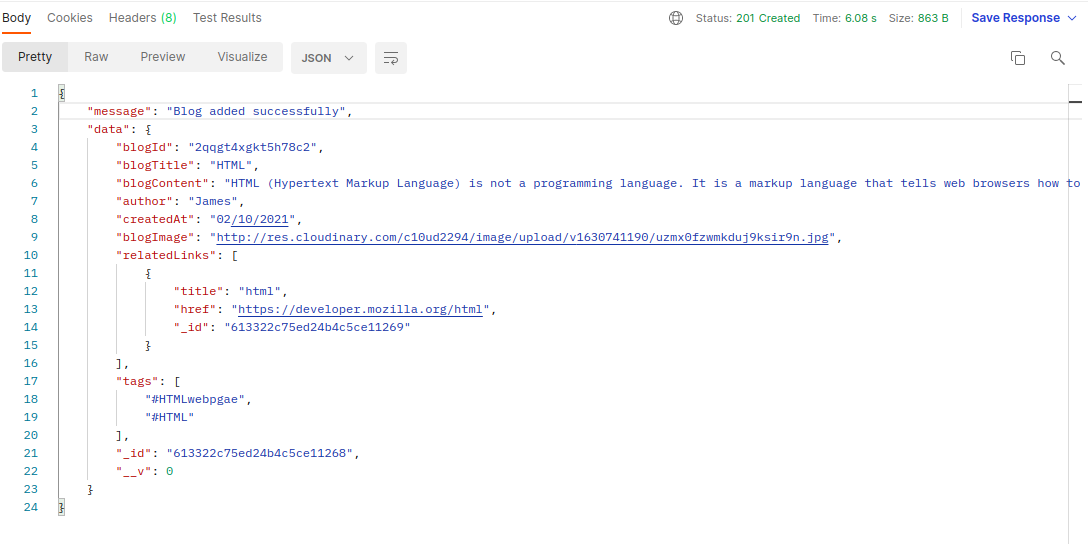 Body Cookies Headers (8) Test Results Status: 201 Created Time: 6.08 s Size: 863 B Save Response
Pretty Raw Preview Visualize JSON
1 {
2 "message": "Blog added successfully",
3 "data": {
4 "blogId": "2qqgt4xgkt5h78c2",
5 "blogTitle": "HTML",
6 "blogContent": "HTML (Hypertext Markup Language) is not a programming language. It is a markup language that tells web browsers how to
7 "author": "James",
8 "createdAt": "02/10/2021",
9 "blogImage": "http://res.cloudinary.com/c10ud2294/image/upload/v1630741190/uzmx0fzwmkduj9ksir9n.jpg",
10 "relatedLinks": [
11 {
12 "title": "html",
13 "href": "https://developer.mozilla.org/html",
14 "_id": "613322c75ed24b4c5ce11269"
15 }
16 ],
17 "tags": [
18 "#HTMLwebpgae",
19 "#HTML"
20 ],
21 "_id": "613322c75ed24b4c5ce11268",
22 "__v": 0
23 }
24 }